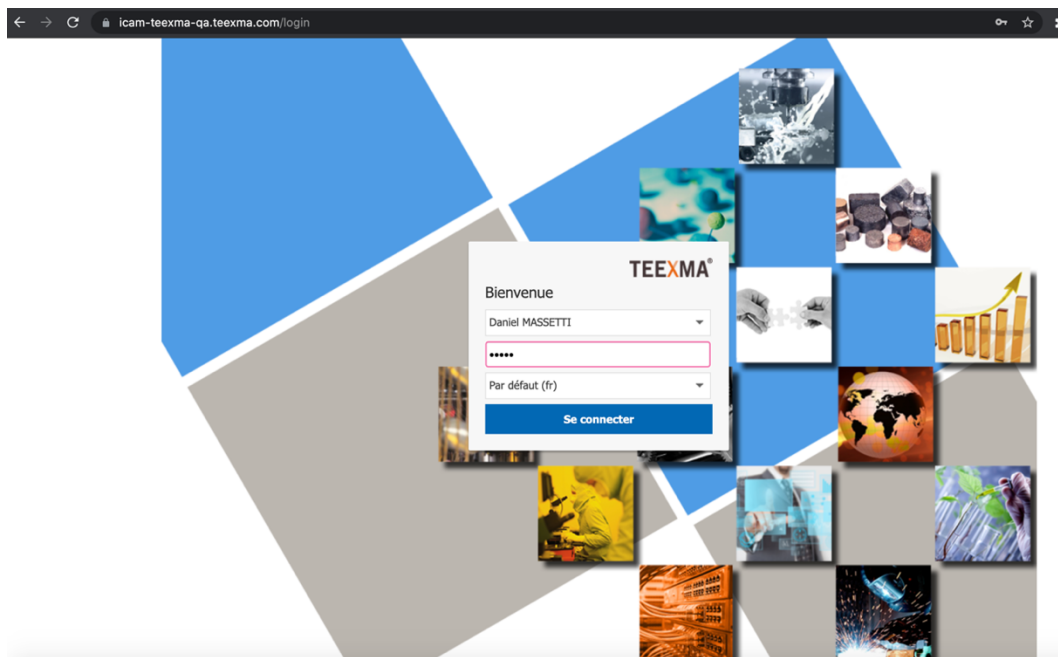 icam-teexma-qa.teexma.com/login
TEEXMA®
Bienvenue
Daniel MASSETTI
•••••
Par défaut (fr)
Se connecter